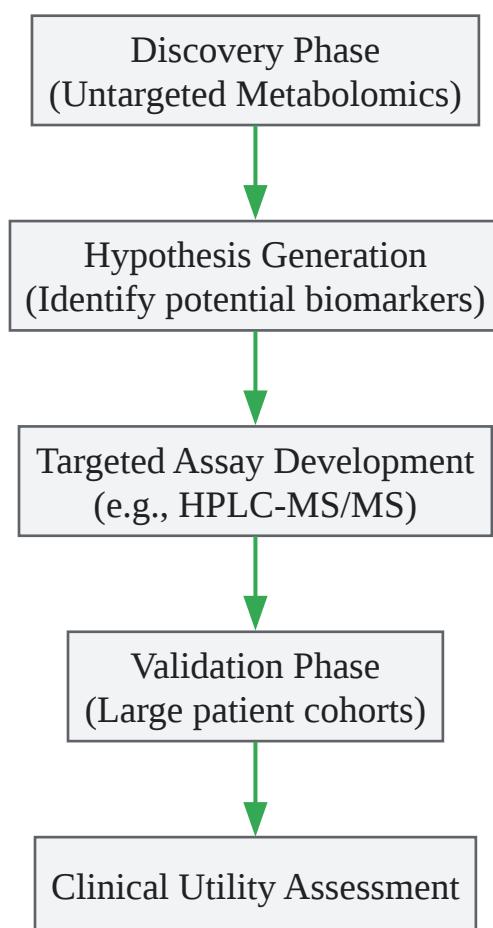 Discovery Phase
(Untargeted Metabolomics)
Hypothesis Generation
(Identify potential biomarkers)
Targeted Assay Development
(e.g., HPLC-MS/MS)
Validation Phase
(Large patient cohorts)
Clinical Utility Assessment